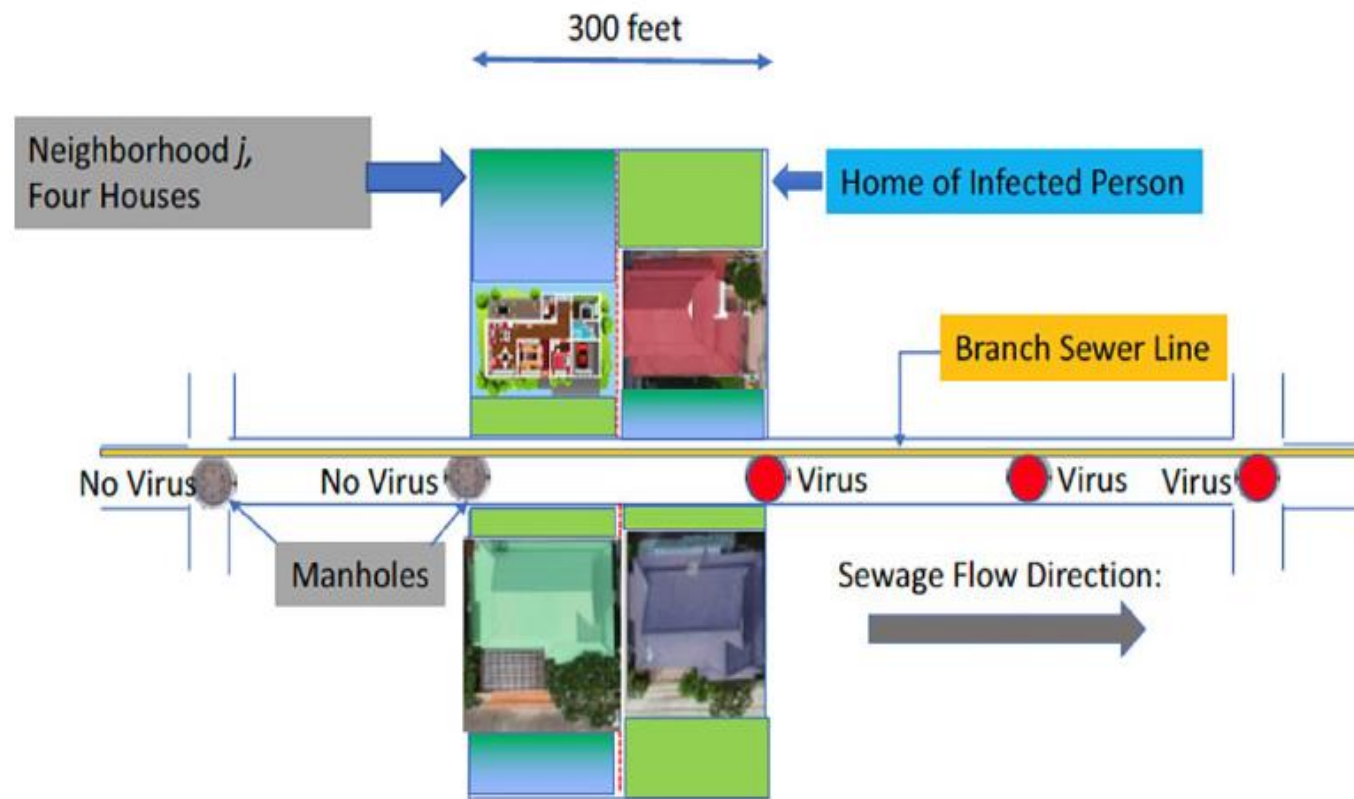 300 feet
Neighborhood j,
Four Houses
Home of Infected Person
Branch Sewer Line
No Virus
No Virus
Virus
Virus
Virus
Manholes
Sewage Flow Direction: